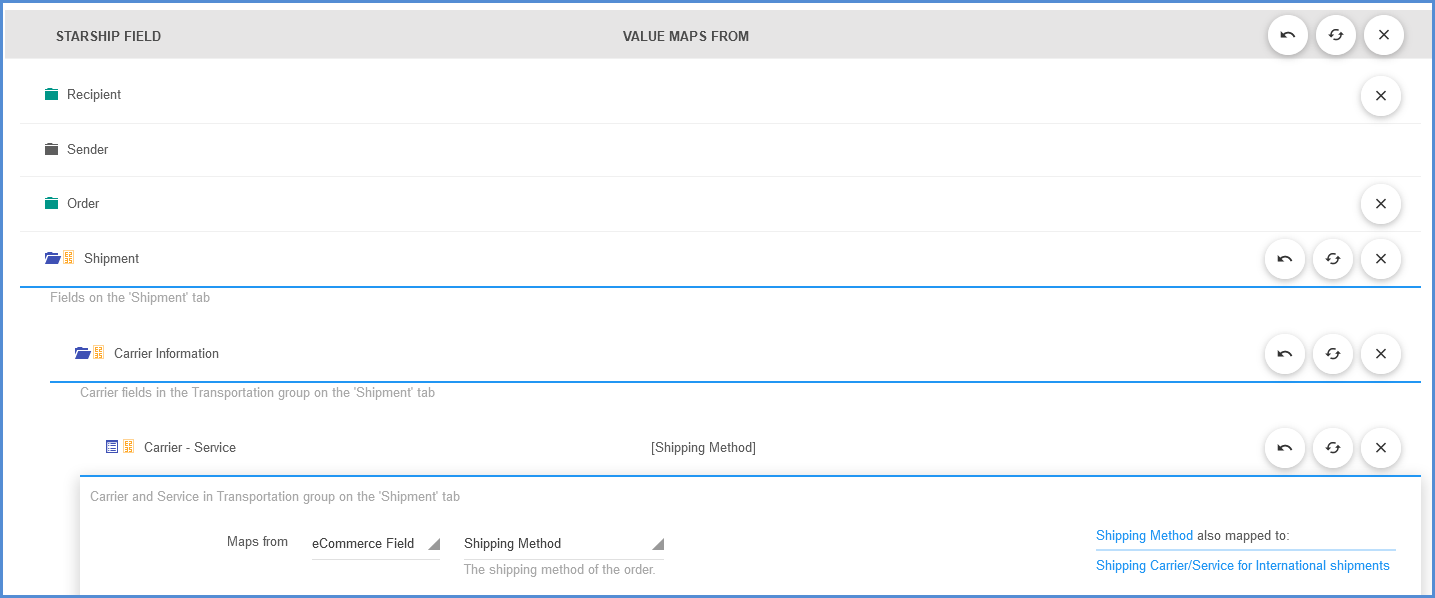 STARSHIP FIELD VALUE MAPS FROM
Recipient
Sender
Order
Shipment
Fields on the 'Shipment' tab
Carrier Information
Carrier fields in the Transportation group on the 'Shipment' tab
Carrier - Service [Shipping Method]
Carrier and Service in Transportation group on the 'Shipment' tab
Maps from eCommerce Field Shipping Method
The shipping method of the order.
Shipping Method also mapped to:
Shipping Carrier/Service for International shipments